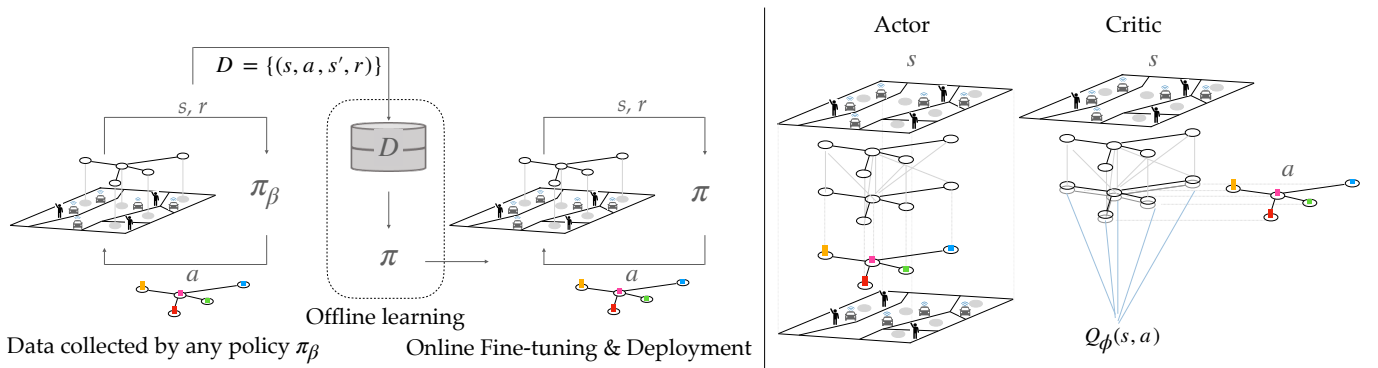 D = {(s, a, s′, r)}
s, r
π_β
a
Data collected by any policy π_β
D
π
Offline learning
s, r
π
a
Online Fine-tuning & Deployment
Actor
s
Critic
s
a
Q_ϕ(s, a)